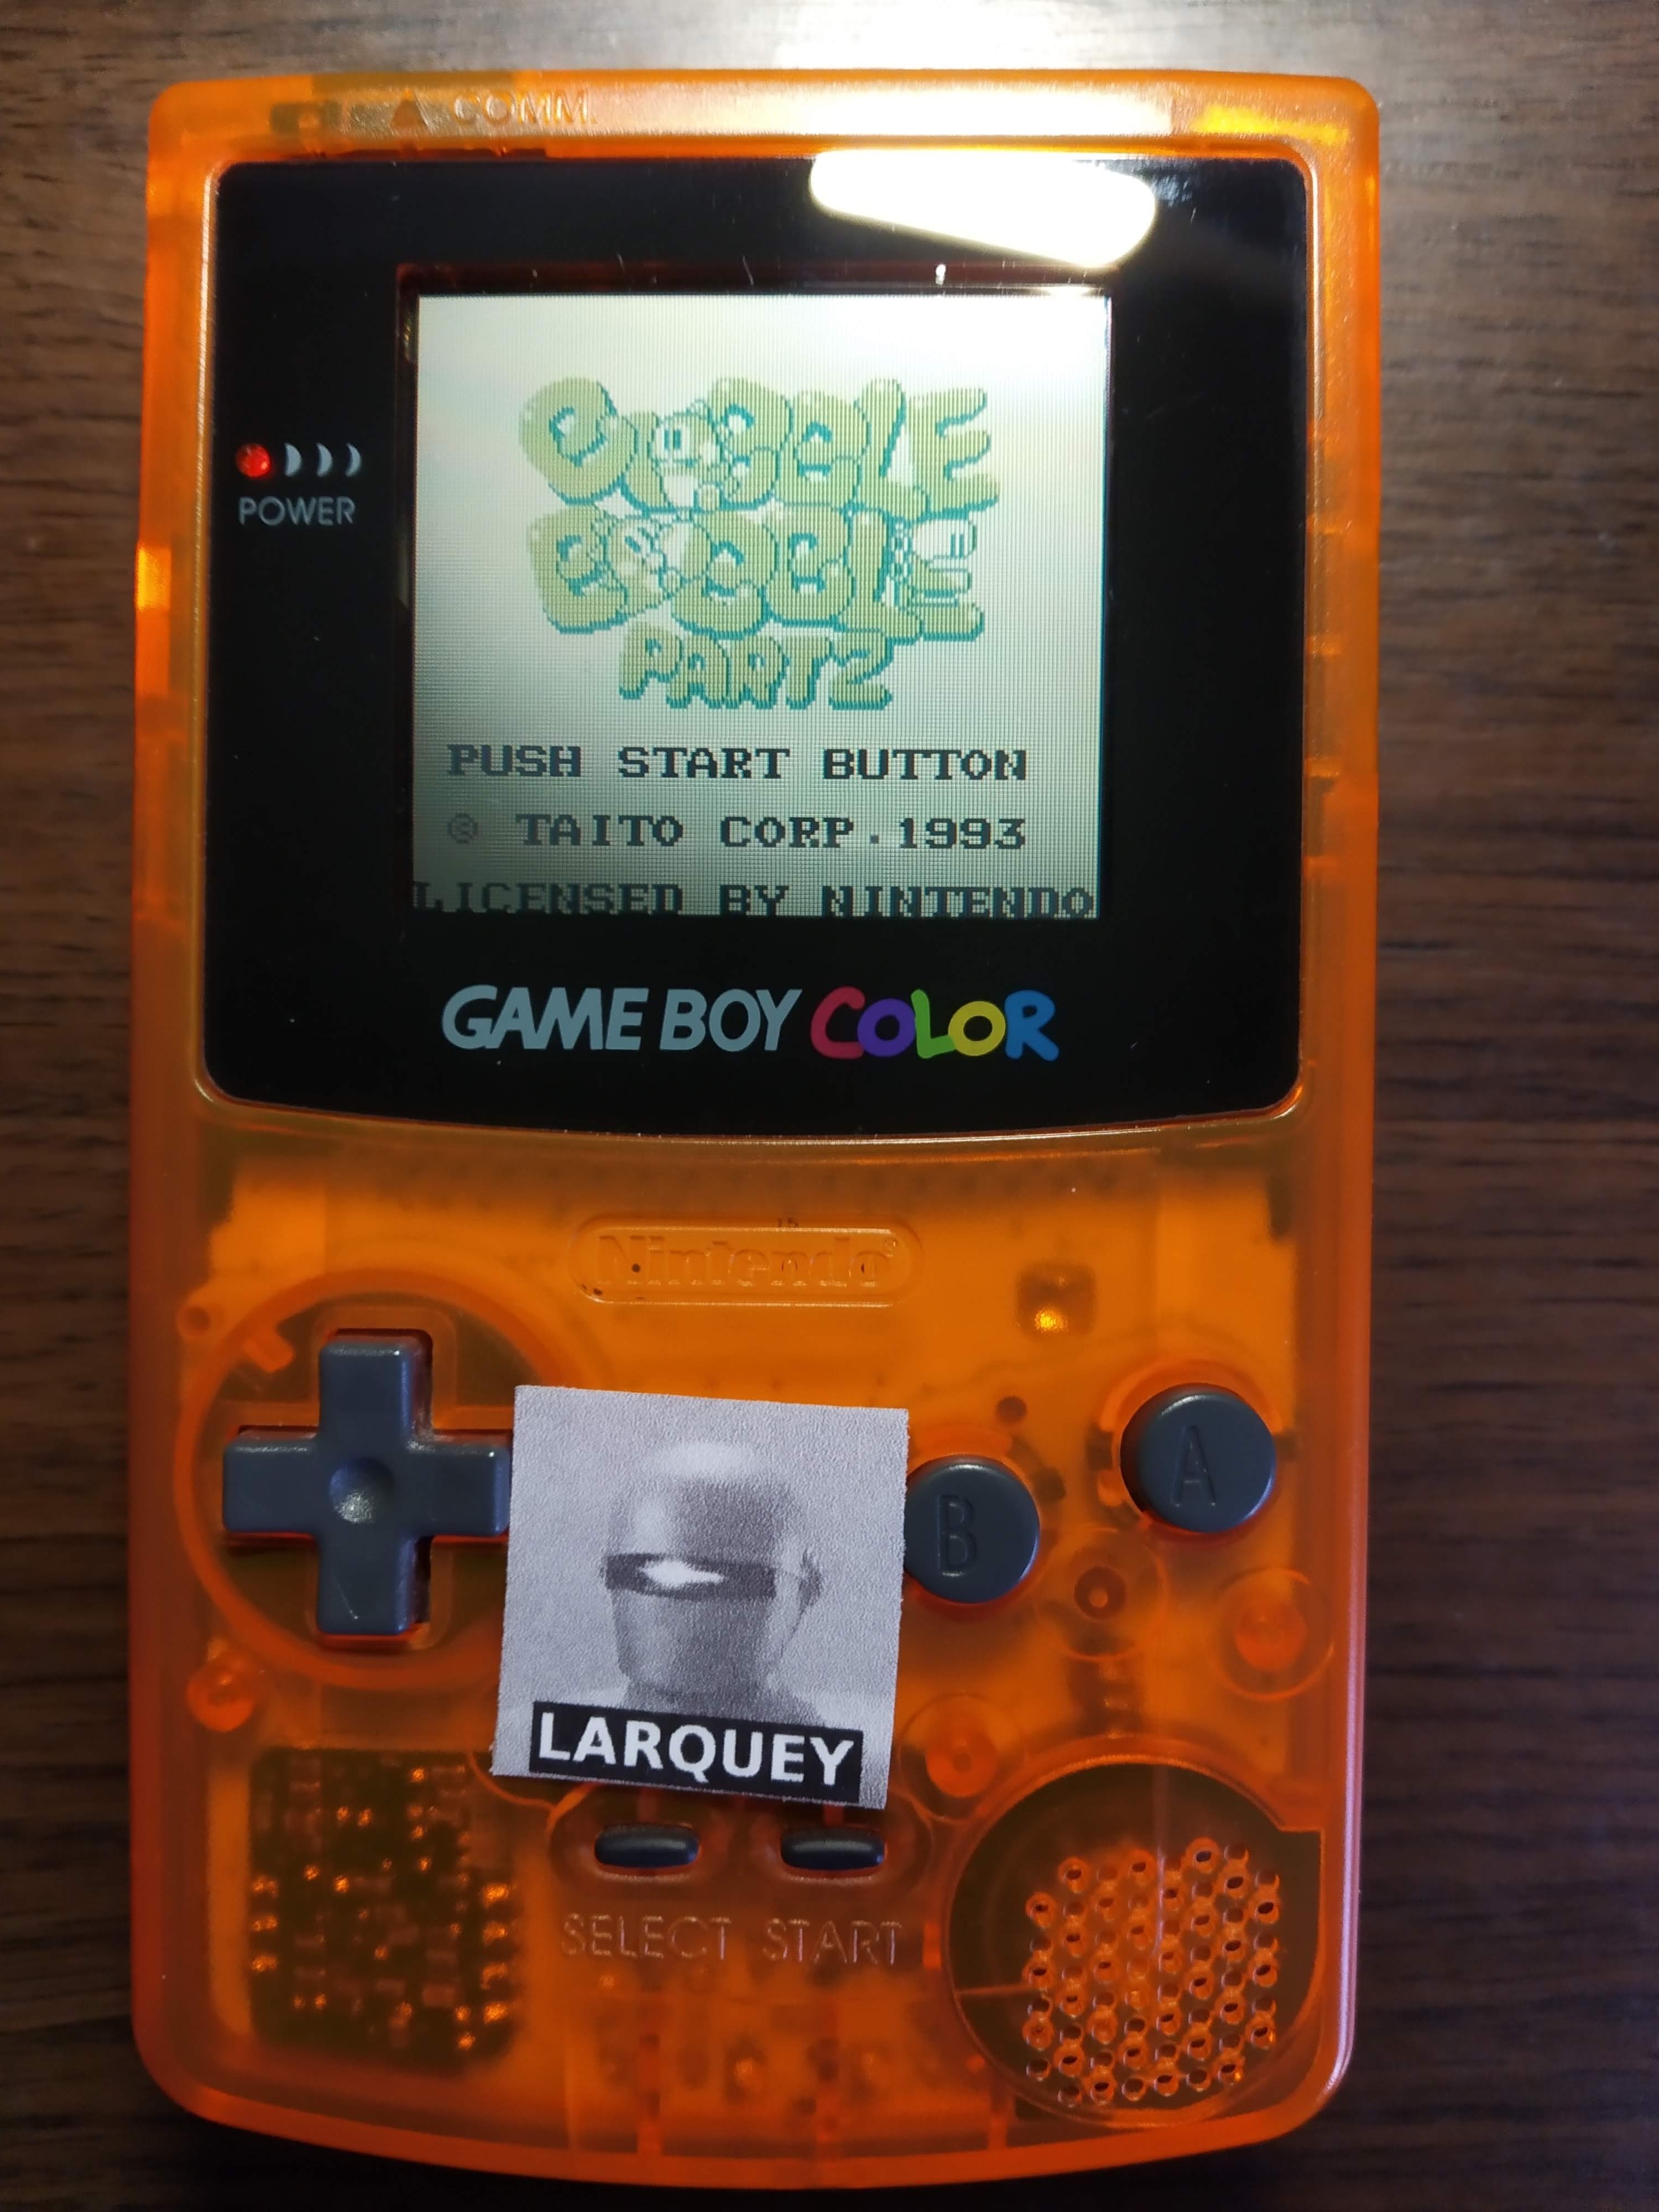 COMM.
BUBBLE
BOBBLE
PART2
POWER
PUSH START BUTTON
© TAITO CORP.1993
LICENSED BY NINTENDO
GAME BOY COLOR
Nintendo®
A
B
LARQUEY
SELECT START